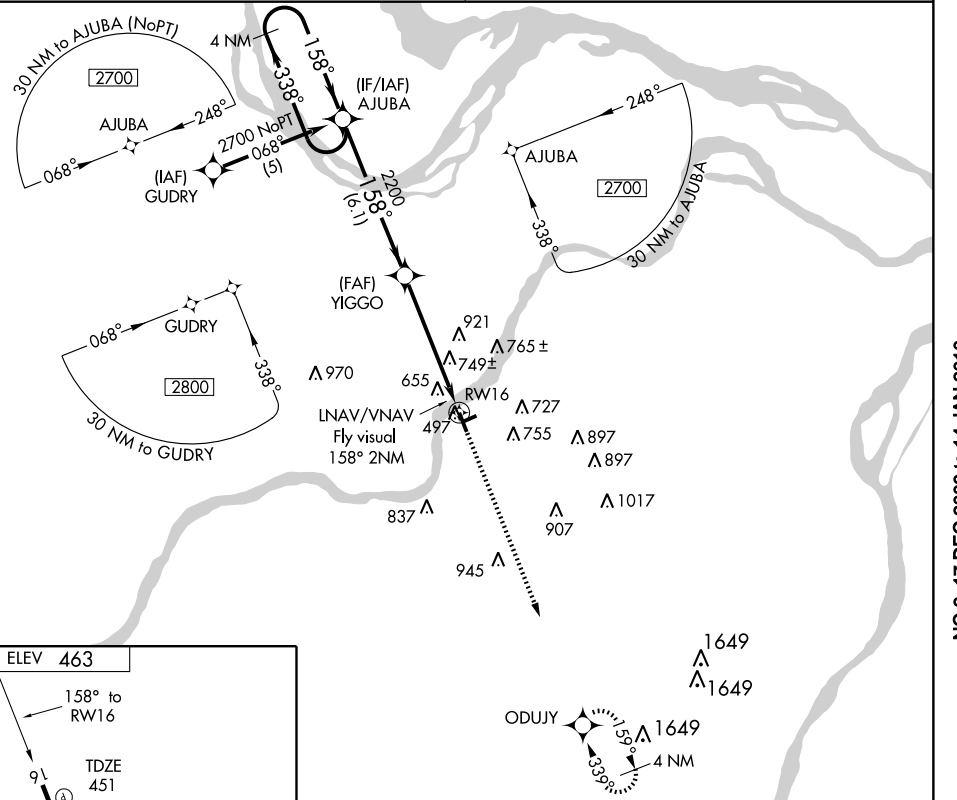 30 NM to AJUBA (NoPT)
2700
AJUBA
248°
068°
4 NM
158°
338°
(IF/IAF)
AJUBA
2700 NoPT
068°
(5)
(IAF)
GUDRY
2200
158°
(6.1)
248°
AJUBA
2700
338°
30 NM to AJUBA
(FAF)
YIGGO
068°
GUDRY
338°
2800
30 NM to GUDRY
921
765±
749±
970
655
RW16
LNAV/VNAV
Fly visual
158° 2NM
497
727
755
897
897
1017
907
837
945
1649
1649
1649
ODUJY
159°
339°
4 NM
ELEV 463
158° to
RW16
16
TDZE
451
A